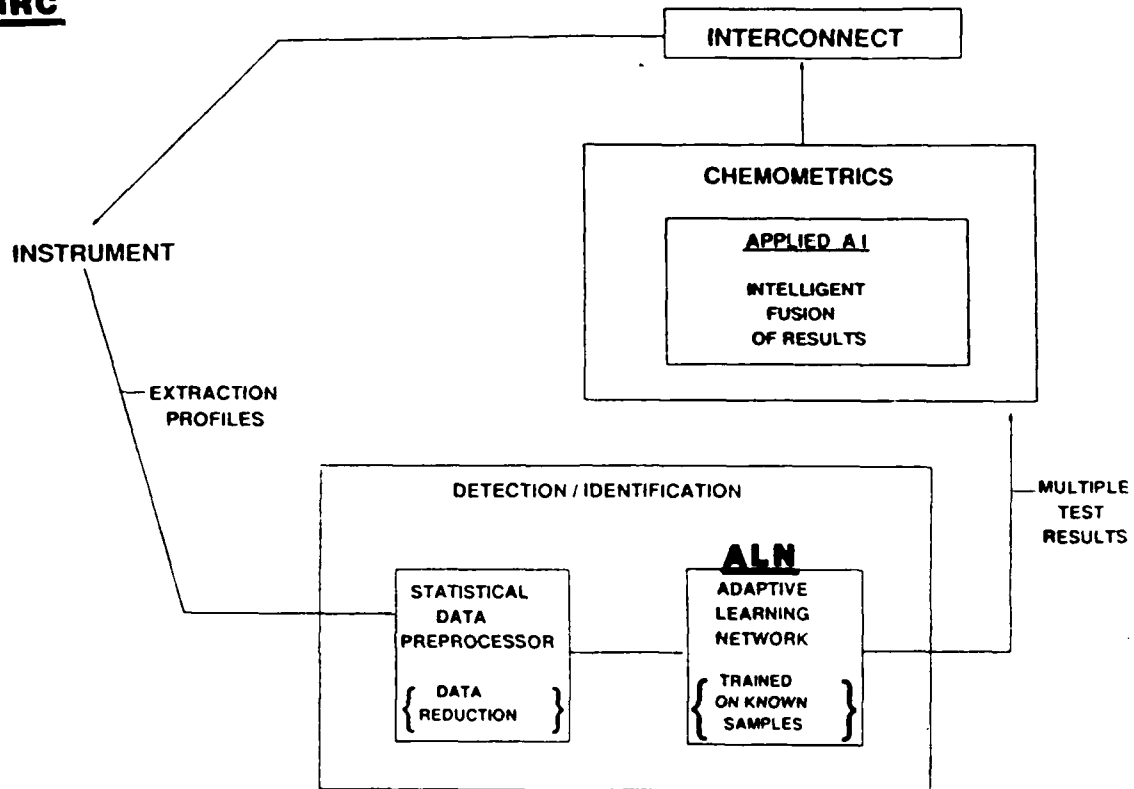 INTERCONNECT
CHEMOMETRICS
APPLIED AI
INTELLIGENT
FUSION
OF RESULTS
INSTRUMENT
EXTRACTION
PROFILES
DETECTION / IDENTIFICATION
MULTIPLE
TEST
RESULTS
STATISTICAL
DATA
PREPROCESSOR
{ DATA
REDUCTION }
ALN
ADAPTIVE
LEARNING
NETWORK
{ TRAINED
ON KNOWN
SAMPLES }